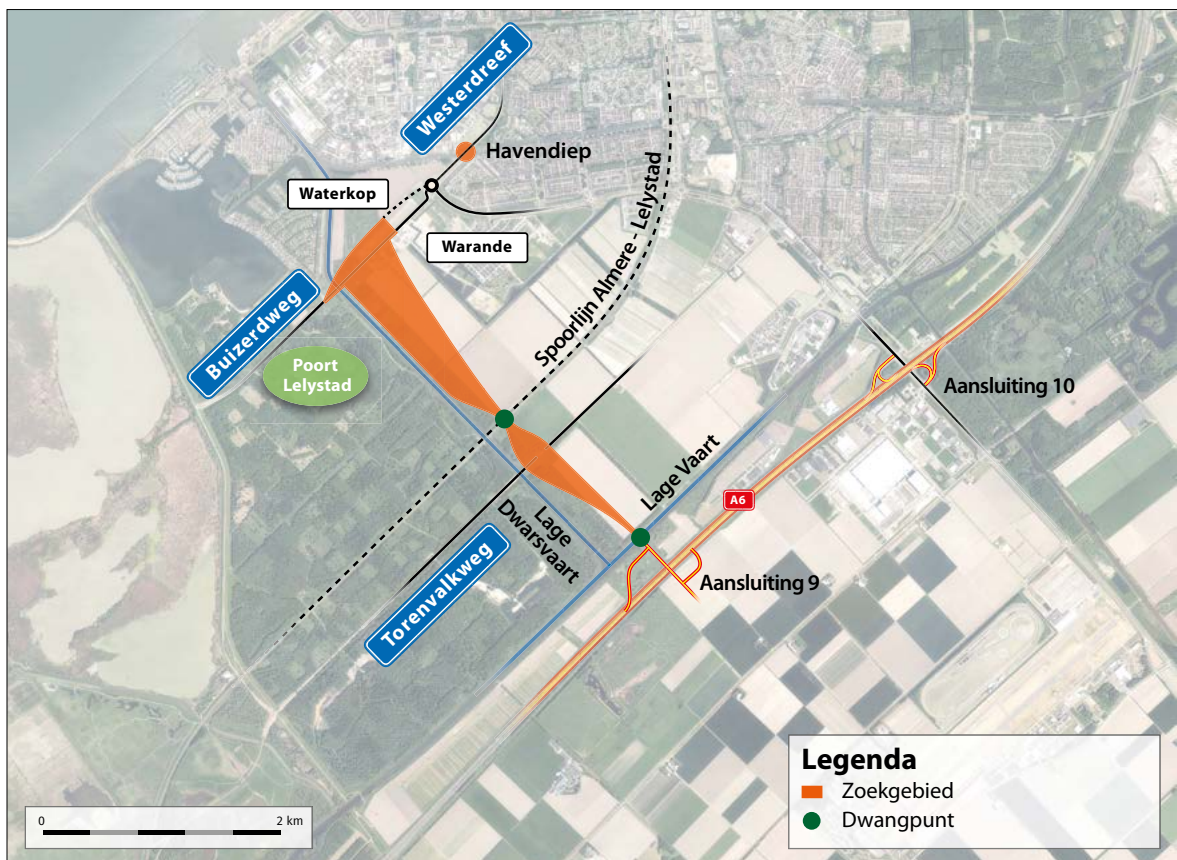 Westerdreef
Havendiep
Waterkop
Warande
Spoorlijn Almere - Lelystad
Buizerdweg
Poort
Lelystad
Aansluiting 10
Lage Vaart
A6
Lage
Dwarsvaart
Aansluiting 9
Torenvalkweg
Legenda
Zoekgebied
Dwangpunt
0 2 km